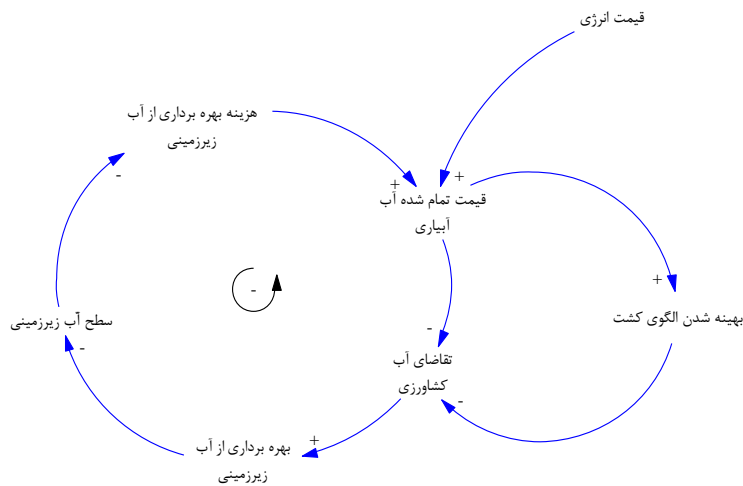 قیمت انرژی
هزینه بهره برداری از آب
زیرزمینی
-
+
+
قیمت تمام شده آب
آبیاری
+
-
سطح آب زیرزمینی
بهینه شدن الگوی کشت
-
-
تقاضای آب
کشاورزی
-
+
بهره برداری از آب
زیرزمینی